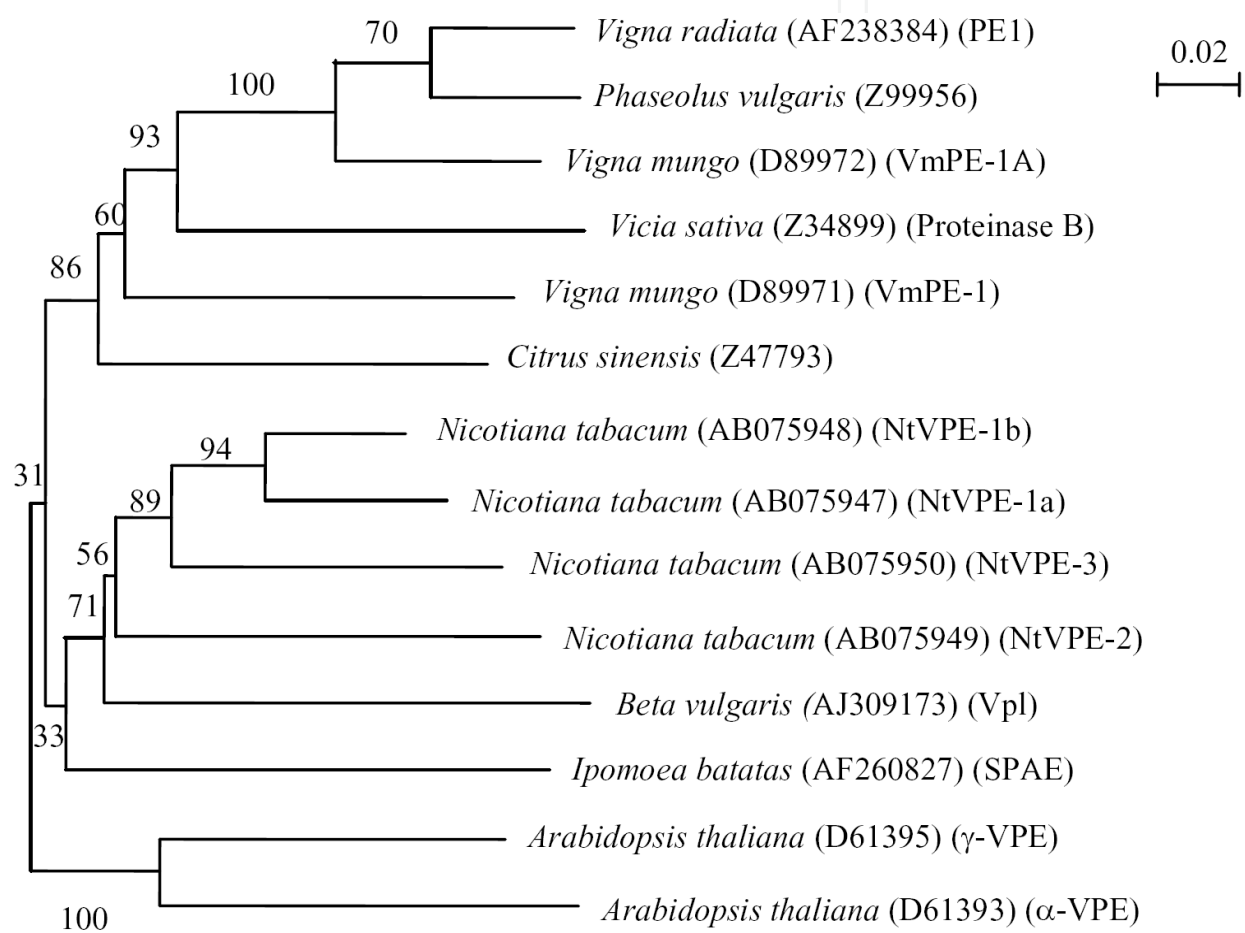 70
Vigna radiata (AF238384) (PE1)
0.02
100
Phaseolus vulgaris (Z99956)
93
Vigna mungo (D89972) (VmPE-1A)
60
Vicia sativa (Z34899) (Proteinase B)
86
Vigna mungo (D89971) (VmPE-1)
Citrus sinensis (Z47793)
Nicotiana tabacum (AB075948) (NtVPE-1b)
94
31
89
Nicotiana tabacum (AB075947) (NtVPE-1a)
56
Nicotiana tabacum (AB075950) (NtVPE-3)
71
Nicotiana tabacum (AB075949) (NtVPE-2)
Beta vulgaris (AJ309173) (Vpl)
33
Ipomoea batatas (AF260827) (SPAE)
Arabidopsis thaliana (D61395) (γ-VPE)
100
Arabidopsis thaliana (D61393) (α-VPE)